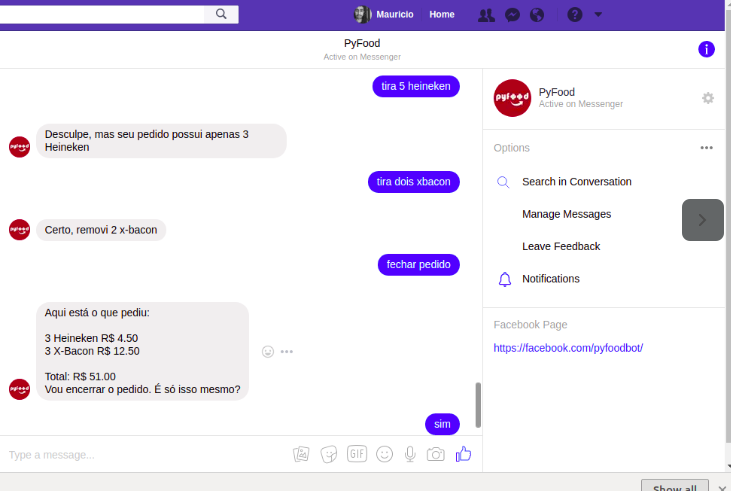 Mauricio
Home
PyFood
Active on Messenger
tira 5 heineken
Desculpe, mas seu pedido possui apenas 3
Heineken
tira dois xbacon
Certo, removi 2 x-bacon
fechar pedido
Aqui está o que pediu:
3 Heineken R$ 4.50
3 X-Bacon R$ 12.50
Total: R$ 51.00
Vou encerrar o pedido. É só isso mesmo?
sim
Type a message...
GIF
pyfood
PyFood
Active on Messenger
Options
Search in Conversation
Manage Messages
Leave Feedback
Notifications
Facebook Page
https://facebook.com/pyfoodbot/
Show all